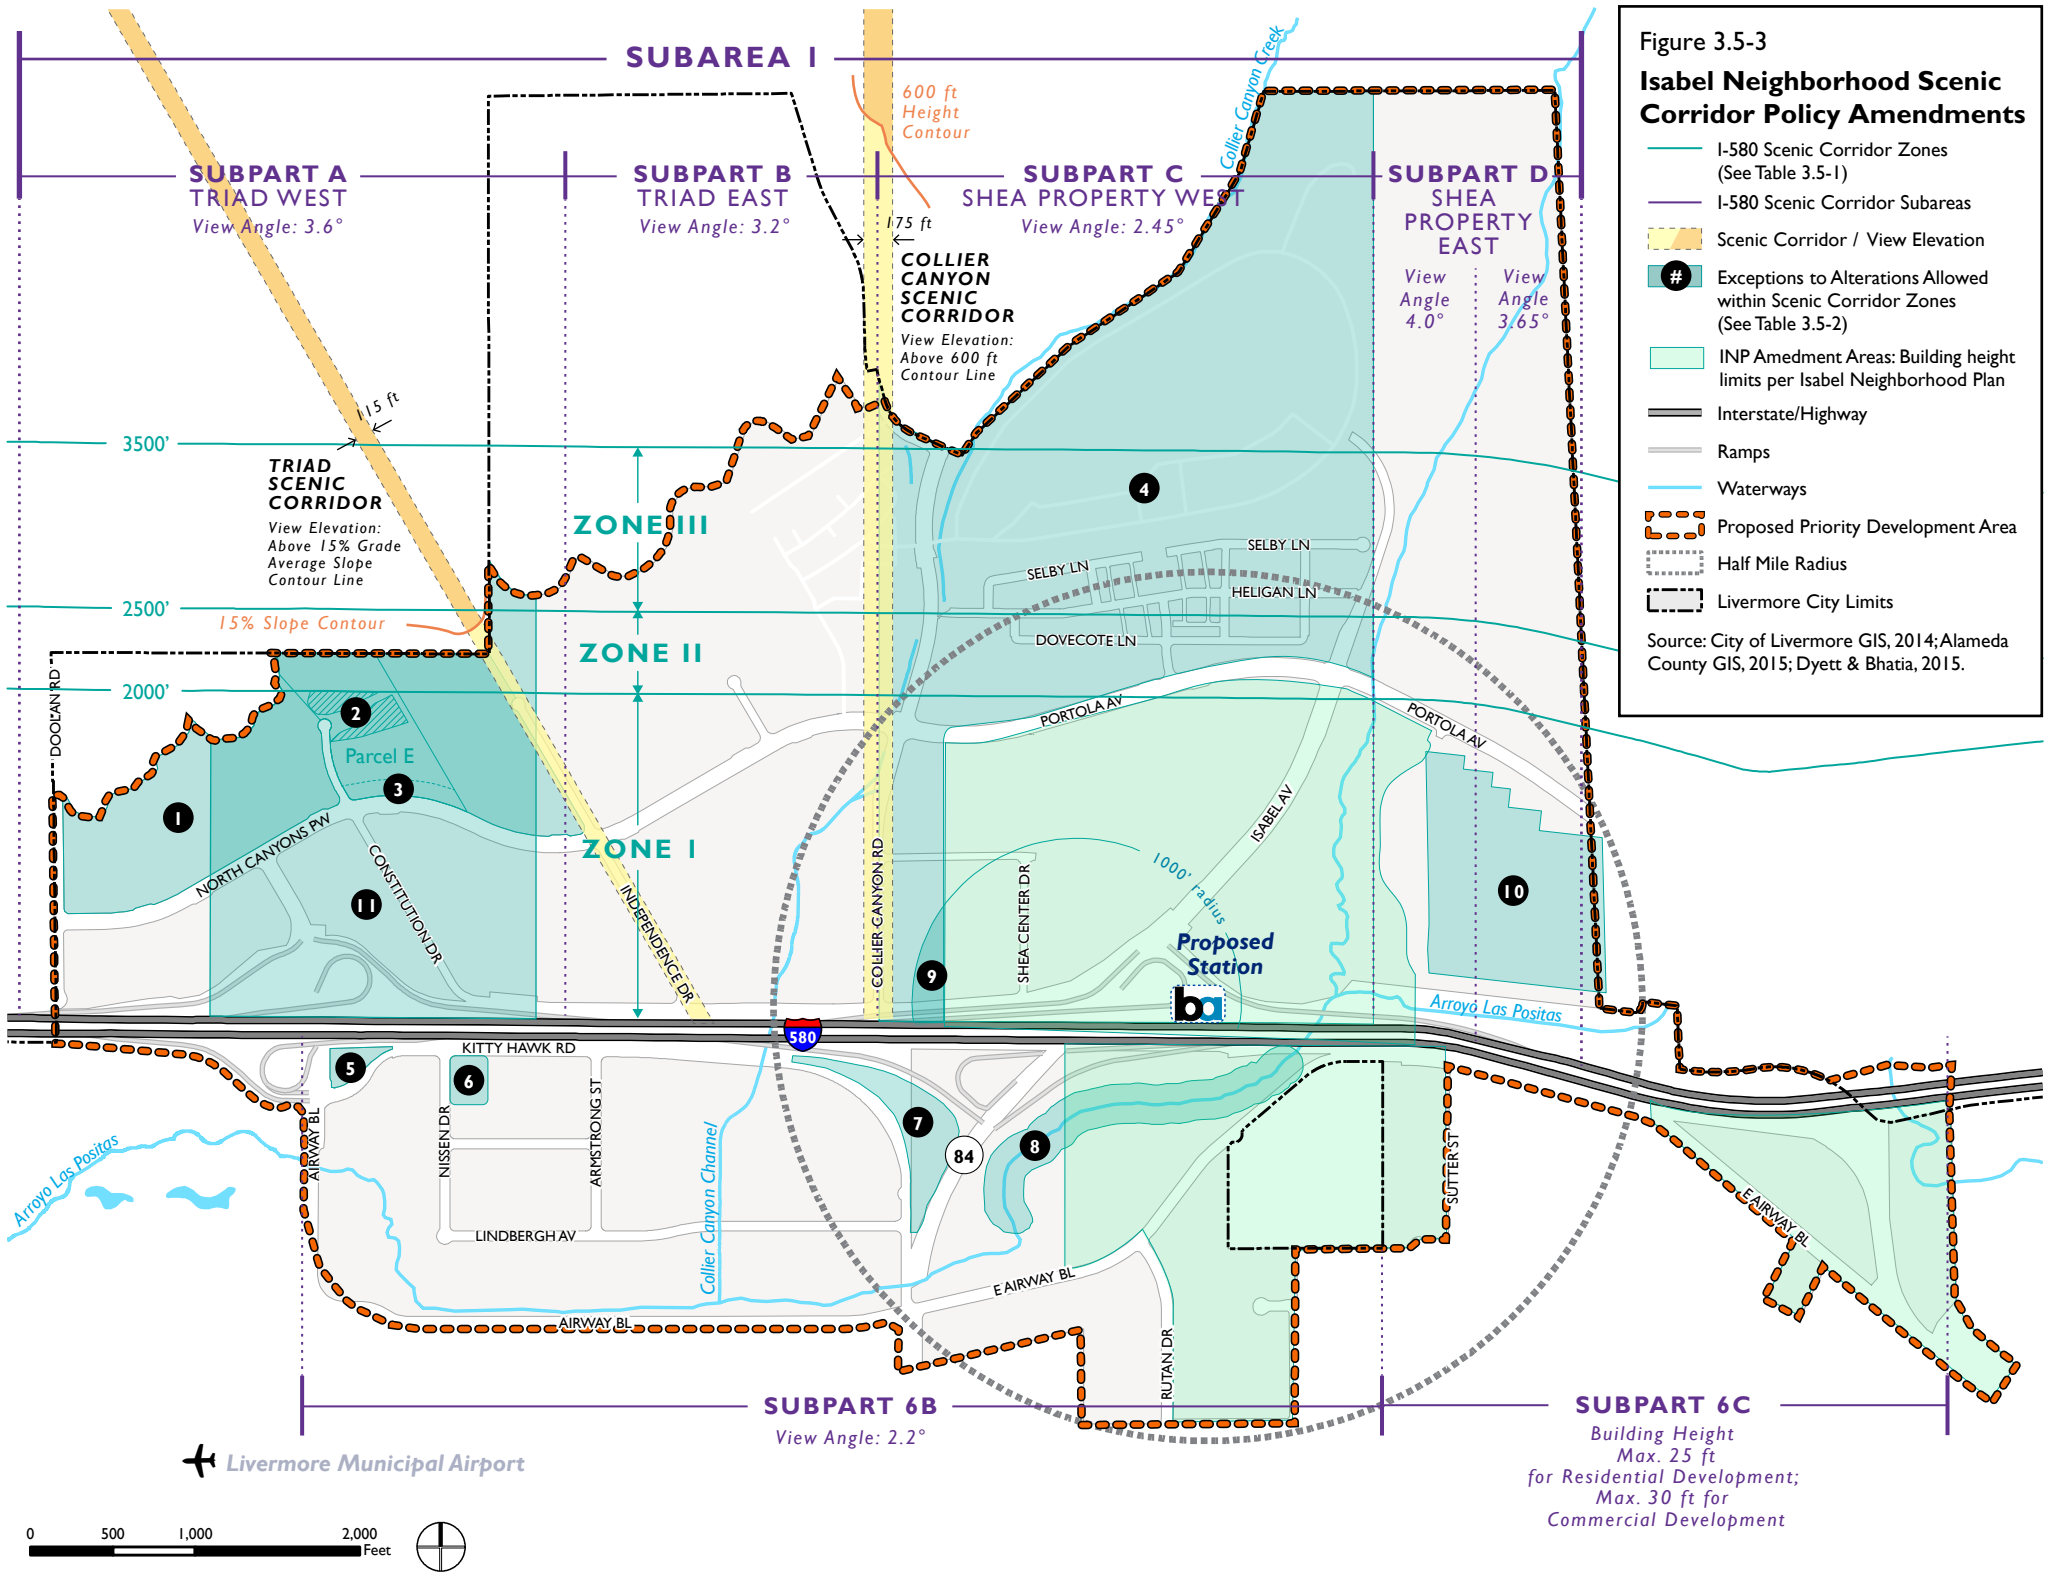 SUBAREA 1
SUBPART A
TRIAD WEST
View Angle: 3.6°
SUBPART B
TRIAD EAST
View Angle: 3.2°
600 ft
Height
Contour
SUBPART C
SHEA PROPERTY WEST
View Angle: 2.45°
SUBPART D
SHEA
PROPERTY
EAST
View
Angle
4.0°
View
Angle
3.65°
Collier Canyon Creek
175 ft
COLLIER
CANYON
SCENIC
CORRIDOR
View Elevation:
Above 600 ft
Contour Line
115 ft
TRIAD
SCENIC
CORRIDOR
View Elevation:
Above 15% Grade
Average Slope
Contour Line
15% Slope Contour
3500'
2500'
2000'
ZONE III
ZONE II
ZONE I
DOOLAN RD
1
2
Parcel E
3
4
SELBY LN
SELBY LN
HELIGAN LN
DOVECOTE LN
PORTOLA AV
PORTOLA AV
ISABEL AV
NORTH CANYONS PW
CONSTITUTION DR
11
INDEPENDENCE DR
COLLIER CANYON RD
SHEA CENTER DR
1000' radius
9
10
Proposed
Station
ba
Arroyo Las Positas
580
KITTY HAWK RD
5
6
7
8
84
AIRWAY BL
NISSEN DR
ARMSTRONG ST
LINDBERGH AV
Collier Canyon Channel
Arroyo Las Positas
E AIRWAY BL
AIRWAY BL
RUTAN DR
SUTTER ST
E AIRWAY BL
SUBPART 6B
View Angle: 2.2°
SUBPART 6C
Building Height
Max. 25 ft
for Residential Development;
Max. 30 ft for
Commercial Development
Livermore Municipal Airport
0 500 1,000 2,000
Feet
Figure 3.5-3
Isabel Neighborhood Scenic
Corridor Policy Amendments
I-580 Scenic Corridor Zones
(See Table 3.5-1)
I-580 Scenic Corridor Subareas
Scenic Corridor / View Elevation
# Exceptions to Alterations Allowed
within Scenic Corridor Zones
(See Table 3.5-2)
INP Amedment Areas: Building height
limits per Isabel Neighborhood Plan
Interstate/Highway
Ramps
Waterways
Proposed Priority Development Area
Half Mile Radius
Livermore City Limits
Source: City of Livermore GIS, 2014; Alameda
County GIS, 2015; Dyett & Bhatia, 2015.